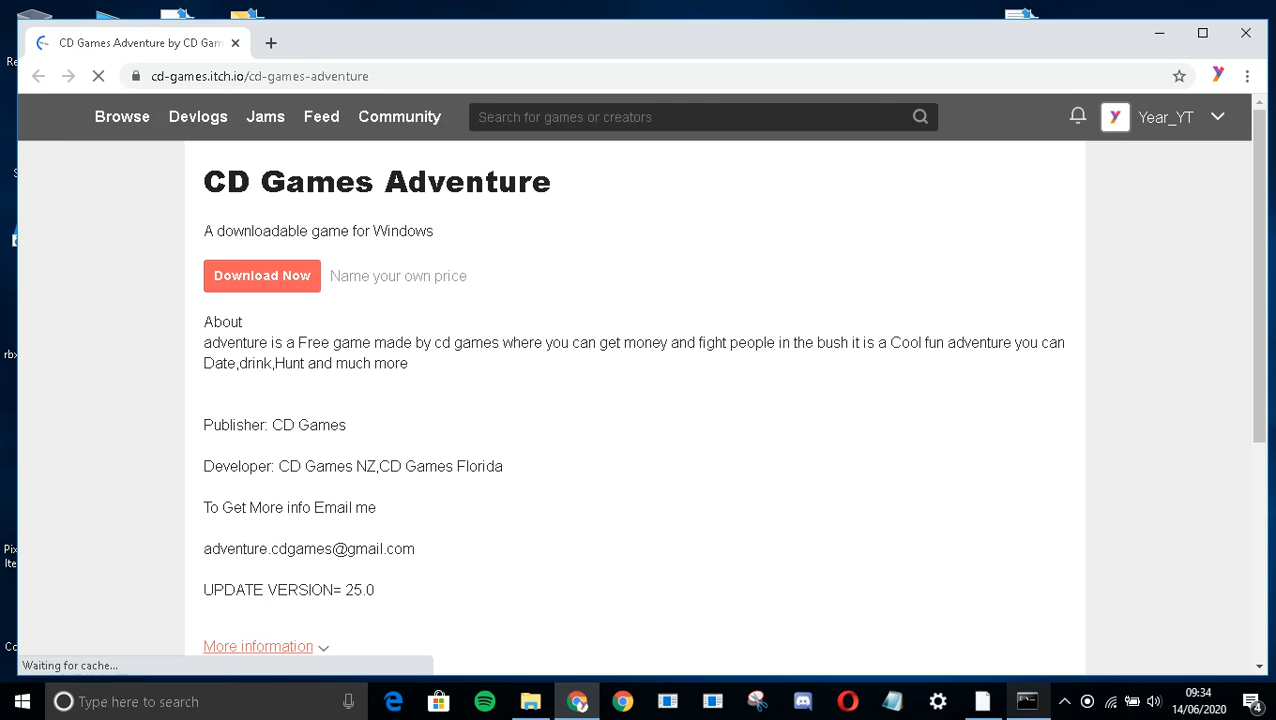 CD Games Adventure by CD Gam
cd-games.itch.io/cd-games-adventure
Browse Devlogs Jams Feed Community Search for games or creators Year_YT
CD Games Adventure
A downloadable game for Windows
Download Now Name your own price
About
adventure is a Free game made by cd games where you can get money and fight people in the bush it is a Cool fun adventure you can
Date,drink,Hunt and much more
Publisher: CD Games
Developer: CD Games NZ,CD Games Florida
To Get More info Email me
adventure.cdgames@gmail.com
UPDATE VERSION= 25.0
More information
Waiting for cache...
Type here to search
09:34
14/06/2020
4